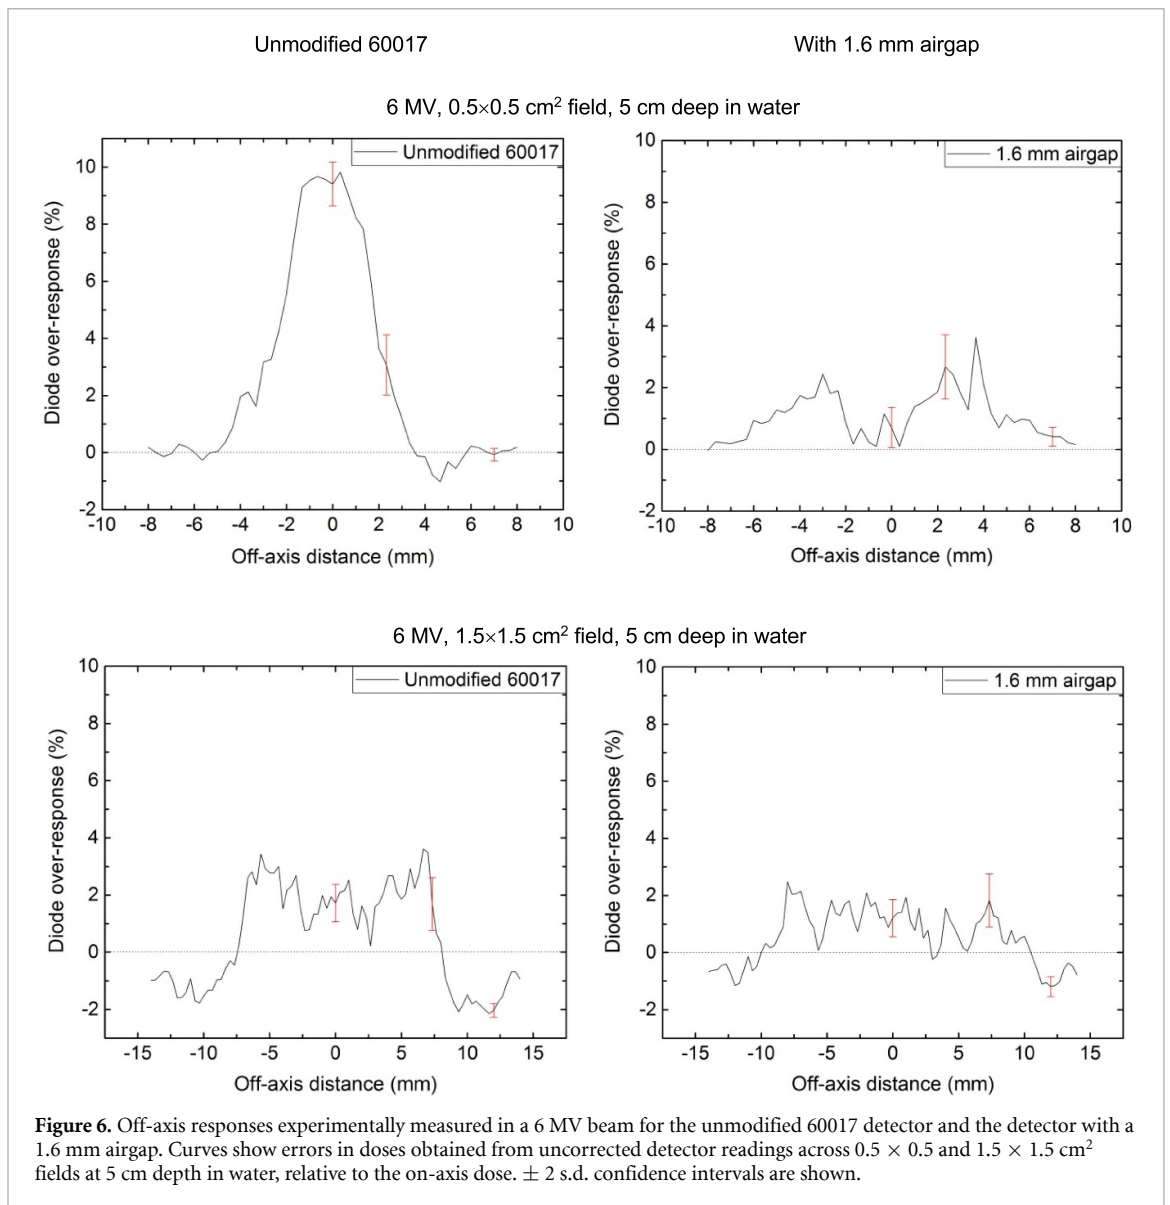 Unmodified 60017
With 1.6 mm airgap
6 MV, 0.5×0.5 cm² field, 5 cm deep in water
Unmodified 60017
10
8
6
4
2
0
-2
-10 -8 -6 -4 -2 0 2 4 6 8 10
Diode over-response (%)
Off-axis distance (mm)
1.6 mm airgap
10
8
6
4
2
0
-2
-10 -8 -6 -4 -2 0 2 4 6 8 10
Diode over-response (%)
Off-axis distance (mm)
6 MV, 1.5×1.5 cm² field, 5 cm deep in water
Unmodified 60017
10
8
6
4
2
0
-2
-15 -10 -5 0 5 10 15
Diode over-response (%)
Off-axis distance (mm)
1.6 mm airgap
10
8
6
4
2
0
-2
-15 -10 -5 0 5 10 15
Diode over-response (%)
Off-axis distance (mm)
Figure 6. Off-axis responses experimentally measured in a 6 MV beam for the unmodified 60017 detector and the detector with a
1.6 mm airgap. Curves show errors in doses obtained from uncorrected detector readings across 0.5 × 0.5 and 1.5 × 1.5 cm²
fields at 5 cm depth in water, relative to the on-axis dose. ± 2 s.d. confidence intervals are shown.